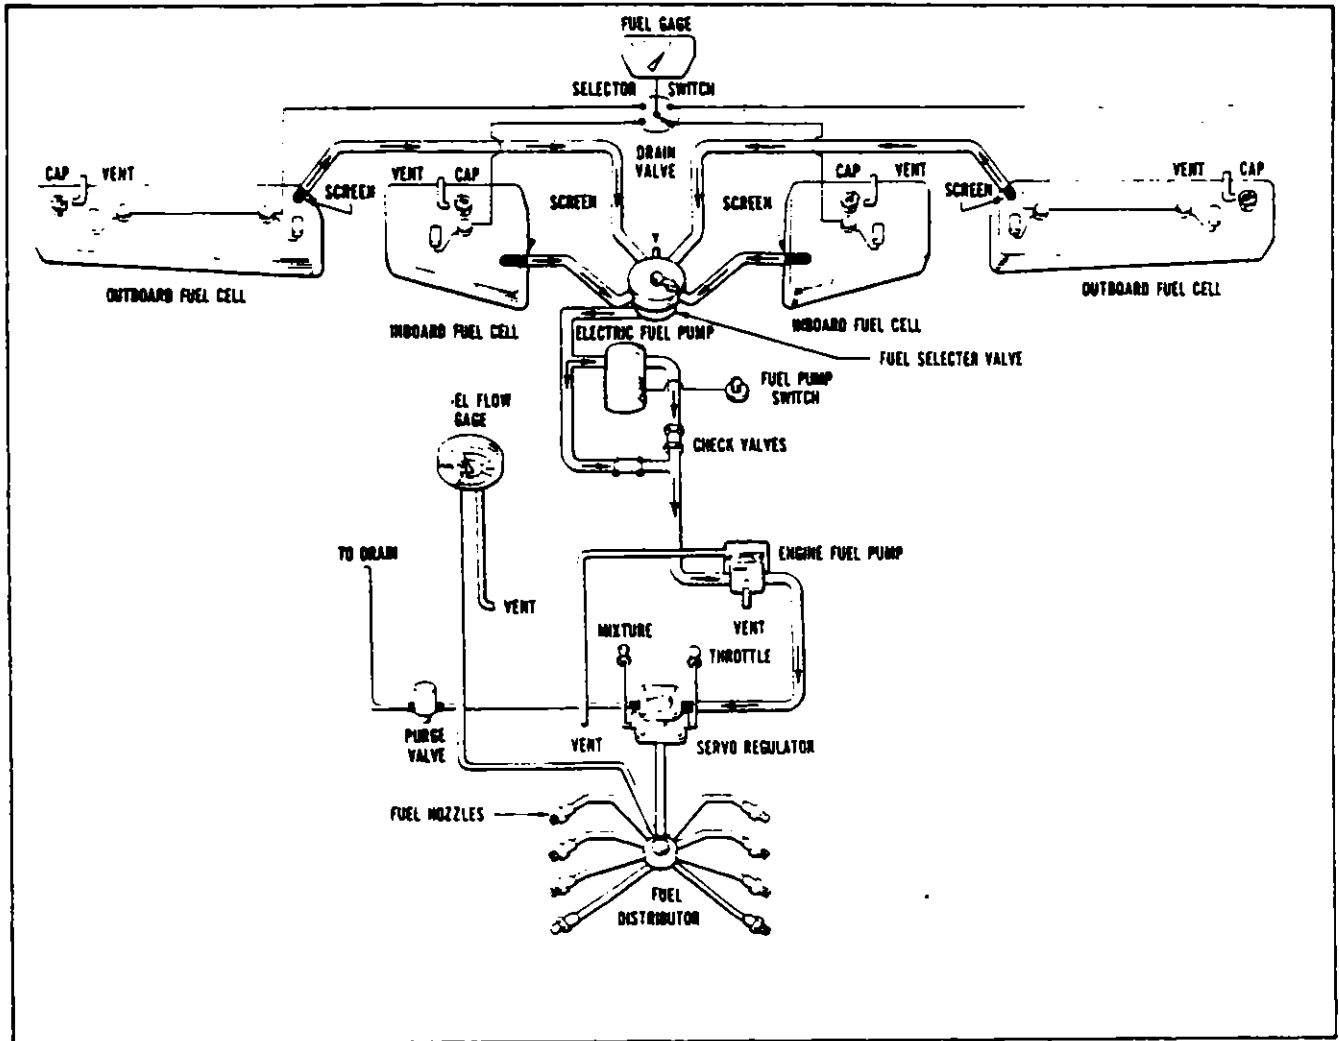 FUEL GAGE
SELECTOR SWITCH
DRAIN
VALVE
CAP VENT
SCREEN
VENT CAP
SCREEN
SCREEN
CAP VENT
SCREEN
VENT CAP
OUTBOARD FUEL CELL
INBOARD FUEL CELL
ELECTRIC FUEL PUMP
INBOARD FUEL CELL
OUTBOARD FUEL CELL
FUEL SELECTER VALVE
FUEL PUMP
SWITCH
EL FLOW
GAGE
CHECK VALVES
TO DRAIN
ENGINE FUEL PUMP
VENT
VENT
MIXTURE
THROTTLE
PURGE
VALVE
VENT
SERVO REGULATOR
FUEL NOZZLES
FUEL
DISTRIBUTOR